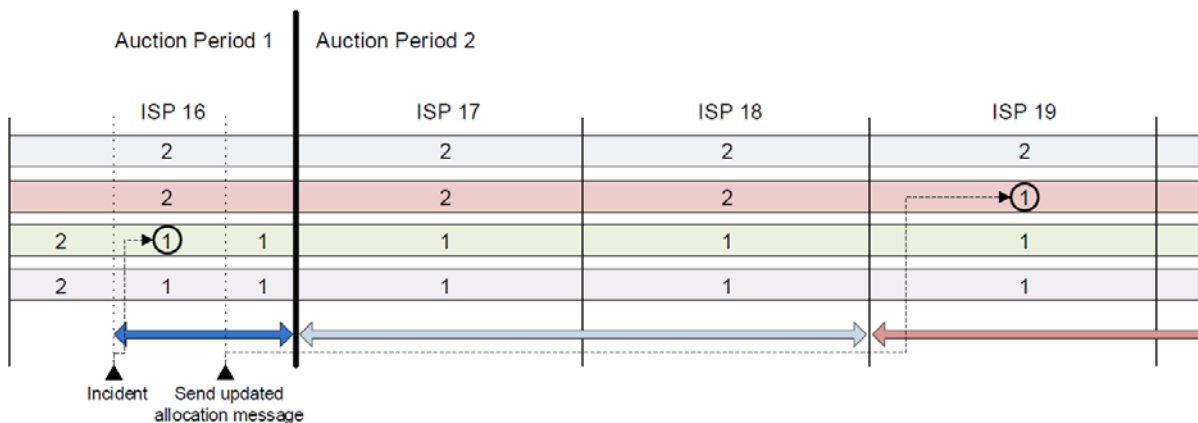 Auction Period 1 Auction Period 2
ISP 16 ISP 17 ISP 18 ISP 19
2 2 2 2
2 2 2 1
2 1 1 1 1 1
2 1 1 1 1 1
Incident Send updated
allocation message